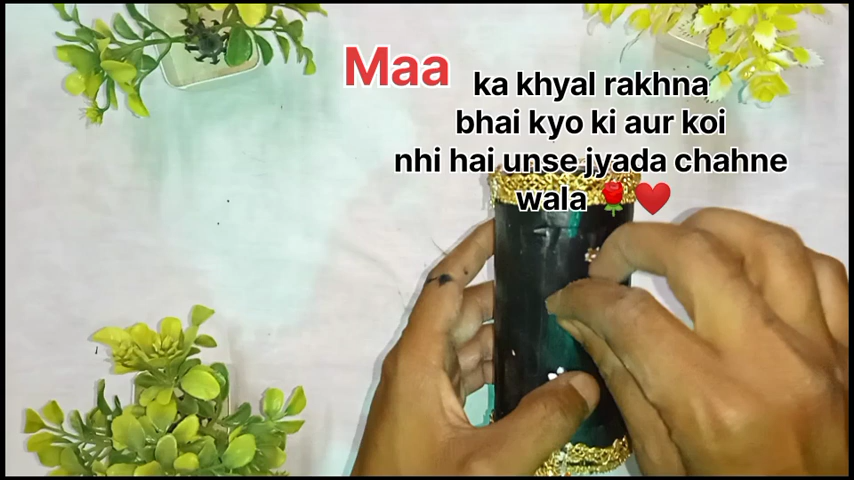 Maa ka khyal rakhna
bhai kyo ki aur koi
nhi hai unse jyada chahne
wala 🌹❤️